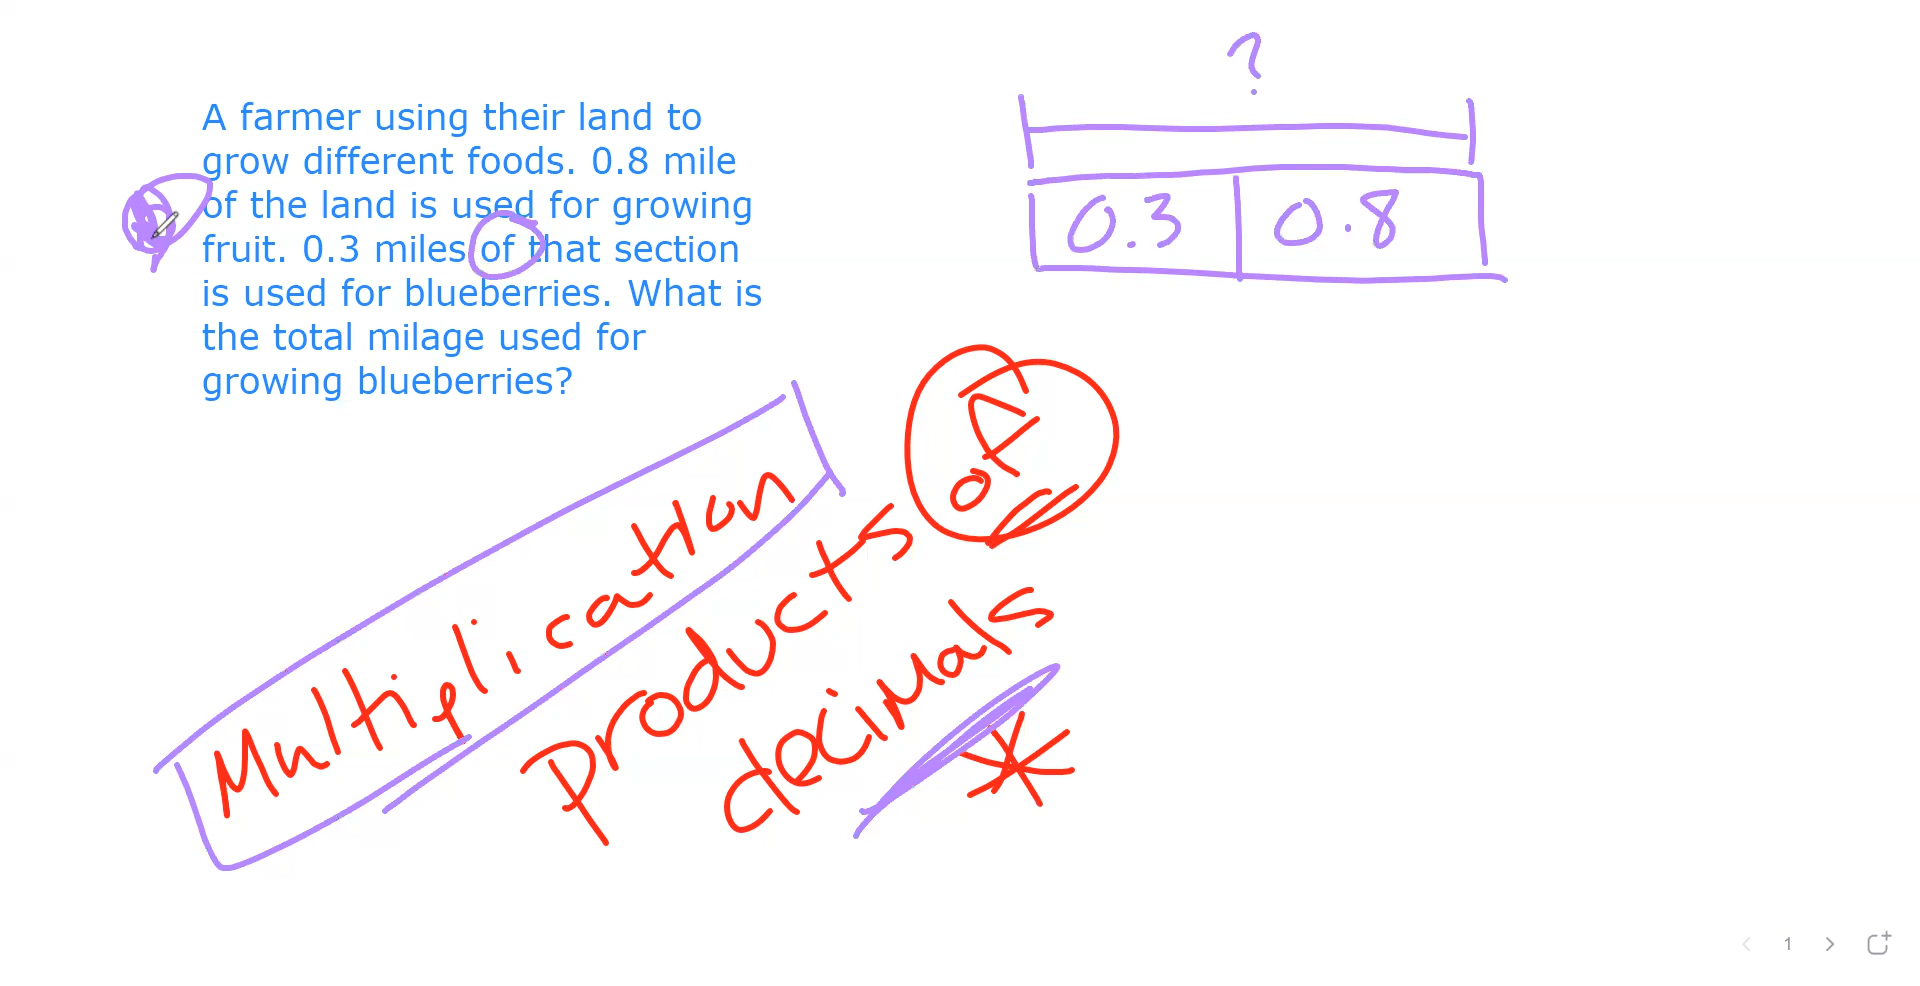 ?
A farmer using their land to
grow different foods. 0.8 mile
of the land is used for growing
fruit. 0.3 miles of that section
is used for blueberries. What is
the total milage used for
growing blueberries?
0.3 0.8
Multiplication
products of
decimals
1